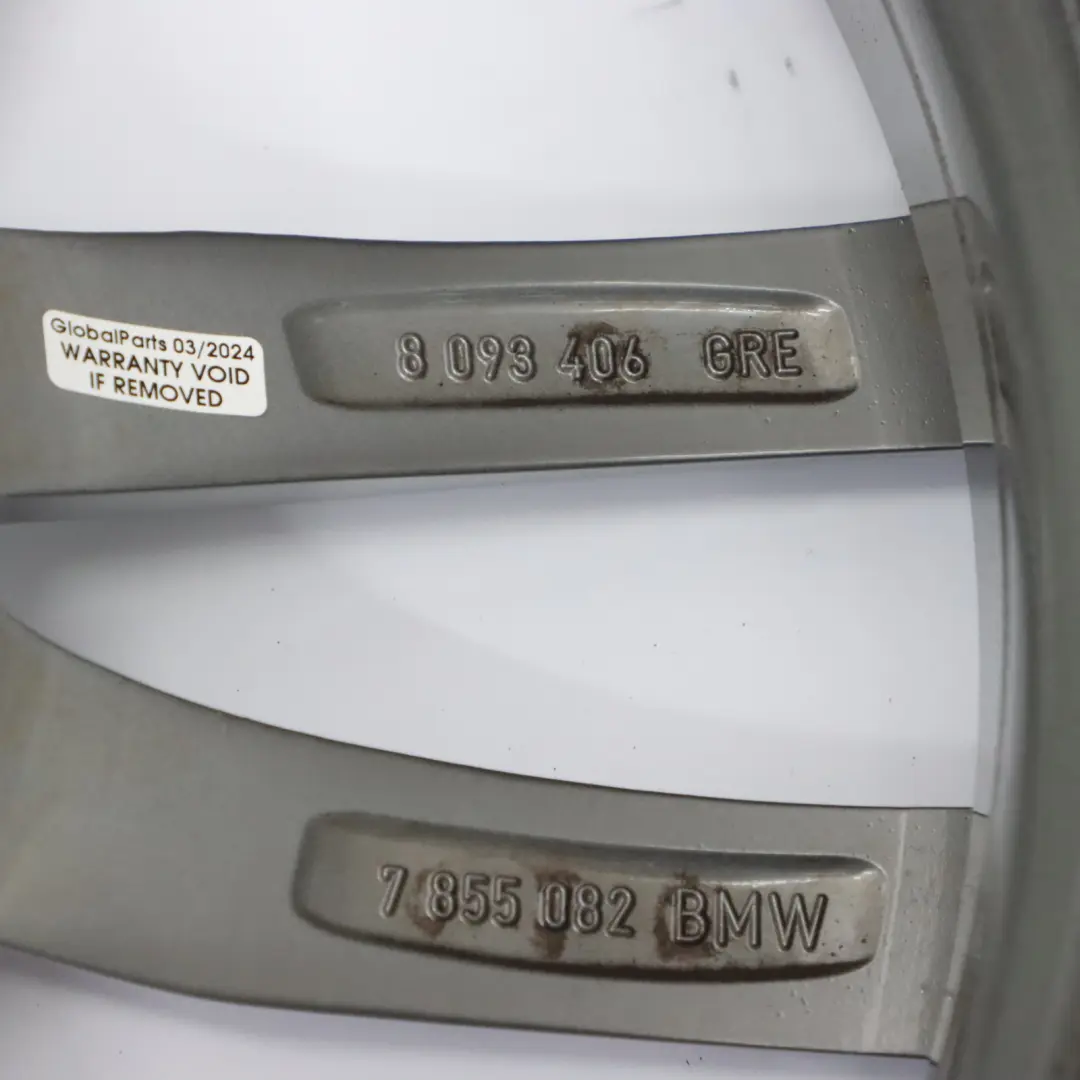 GlobalParts 03/2024
WARRANTY VOID
IF REMOVED
8 093 406 GRE
7 855 082 BMW